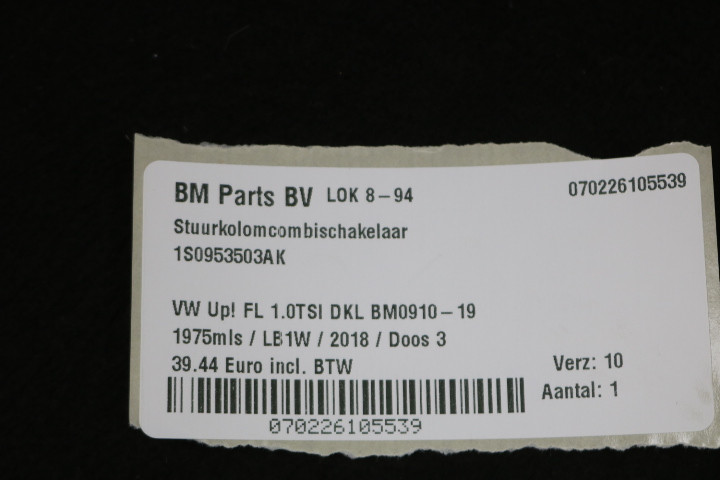 BM Parts BV LOK 8-94 070226105539
Stuurkolomcombischakelaar
1S0953503AK
VW Up! FL 1.0TSI DKL BM0910-19
1975mls / LB1W / 2018 / Doos 3
39.44 Euro incl. BTW Verz: 10
Aantal: 1
070226105539